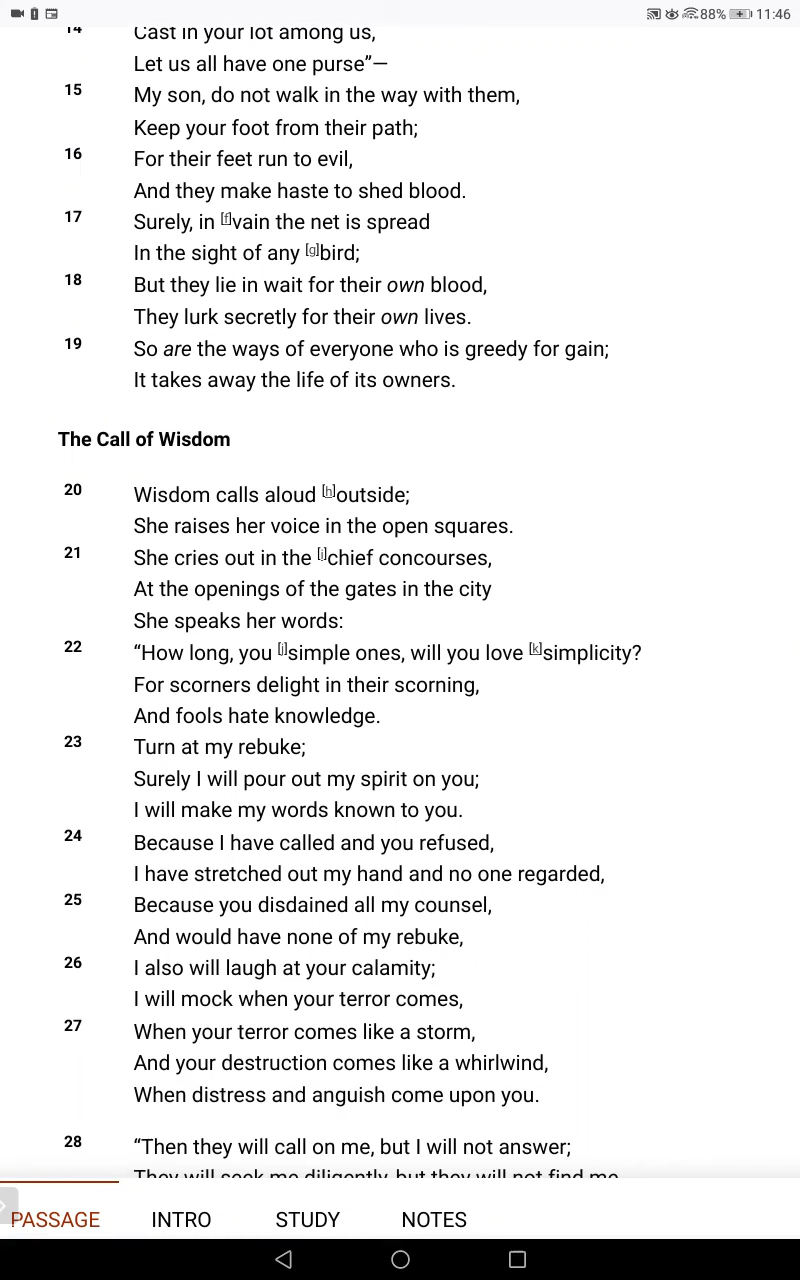 88% 11:46
14 Cast in your lot among us,
Let us all have one purse”—
15 My son, do not walk in the way with them,
Keep your foot from their path;
16 For their feet run to evil,
And they make haste to shed blood.
17 Surely, in [f]vain the net is spread
In the sight of any [g]bird;
18 But they lie in wait for their own blood,
They lurk secretly for their own lives.
19 So are the ways of everyone who is greedy for gain;
It takes away the life of its owners.
The Call of Wisdom
20 Wisdom calls aloud [h]outside;
She raises her voice in the open squares.
21 She cries out in the [i]chief concourses,
At the openings of the gates in the city
She speaks her words:
22 “How long, you [j]simple ones, will you love [k]simplicity?
For scorners delight in their scorning,
And fools hate knowledge.
23 Turn at my rebuke;
Surely I will pour out my spirit on you;
I will make my words known to you.
24 Because I have called and you refused,
I have stretched out my hand and no one regarded,
25 Because you disdained all my counsel,
And would have none of my rebuke,
26 I also will laugh at your calamity;
I will mock when your terror comes,
27 When your terror comes like a storm,
And your destruction comes like a whirlwind,
When distress and anguish come upon you.
28 “Then they will call on me, but I will not answer;
They will seek me diligently, but they will not find me
PASSAGE INTRO STUDY NOTES